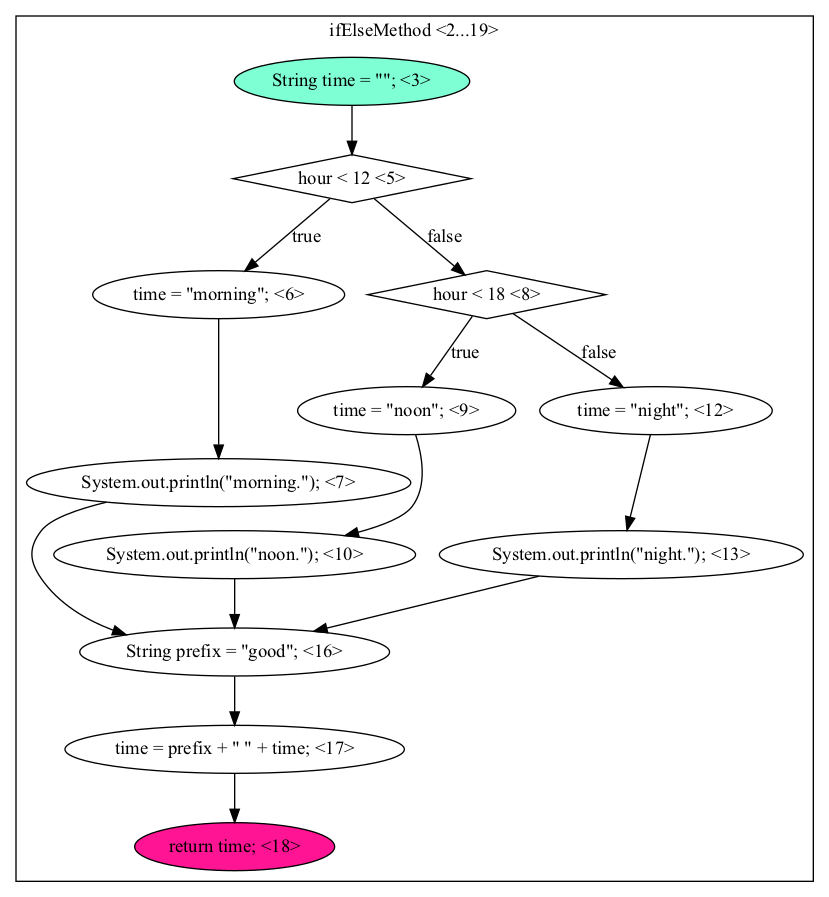 ifElseMethod <2...19>
String time = ""; <3>
hour < 12 <5>
true
false
time = "morning"; <6>
hour < 18 <8>
true
false
time = "noon"; <9>
time = "night"; <12>
System.out.println("morning."); <7>
System.out.println("noon."); <10>
System.out.println("night."); <13>
String prefix = "good"; <16>
time = prefix + " " + time; <17>
return time; <18>